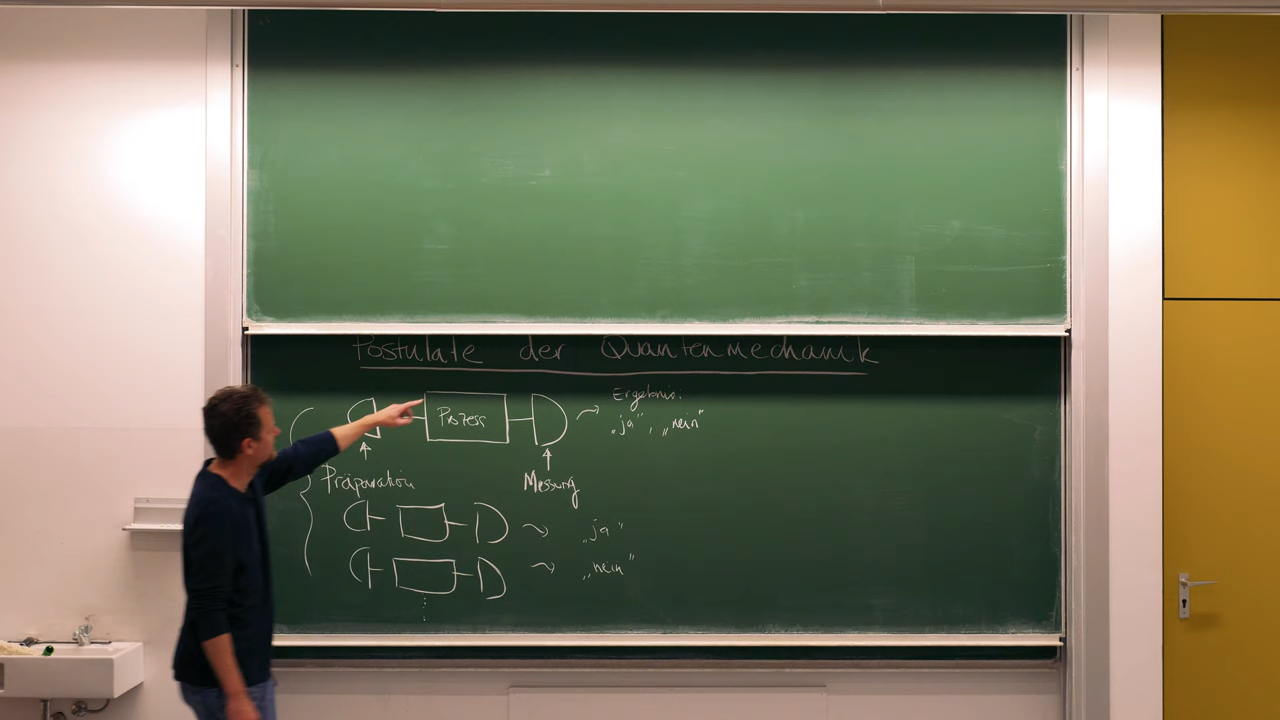 Postulate der Quantenmechanik
Ergebnis:
Prozess
„ja", „nein"
Präparation
Messung
„ja"
„nein"